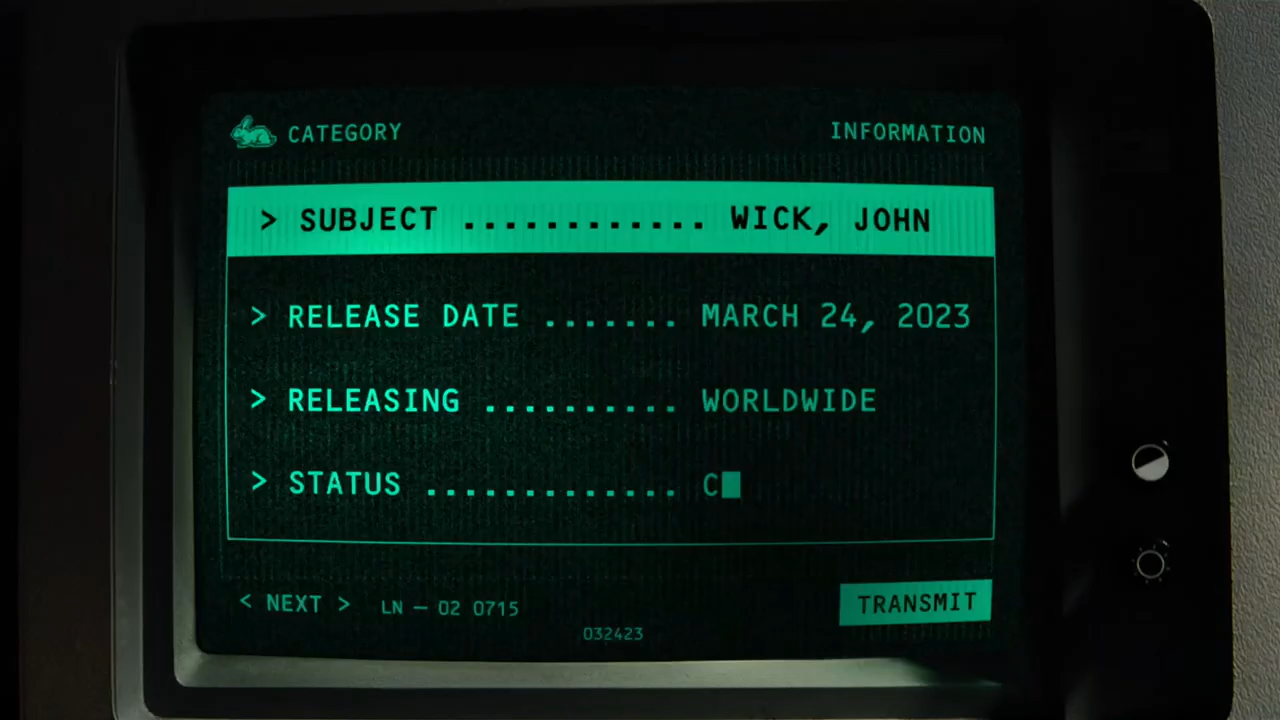 CATEGORY INFORMATION
> SUBJECT ............ WICK, JOHN
> RELEASE DATE ....... MARCH 24, 2023
> RELEASING .......... WORLDWIDE
> STATUS ............. C
< NEXT > LN — 02 0715 TRANSMIT
032423